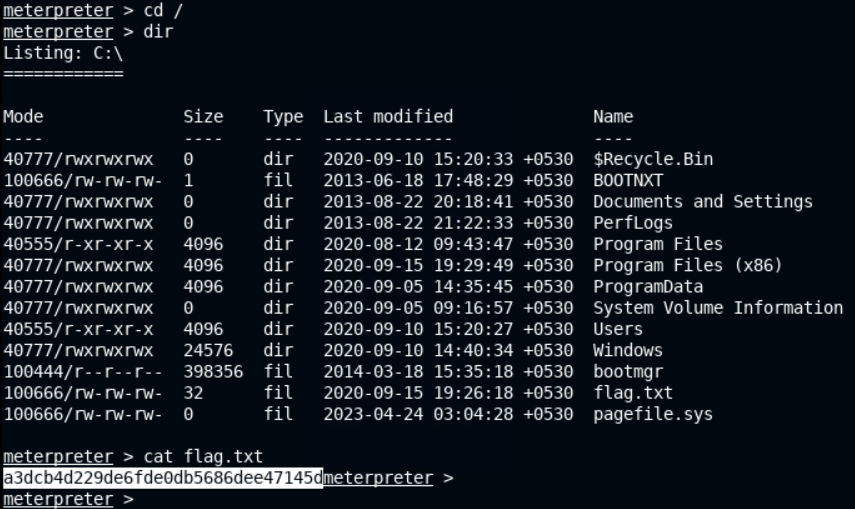 meterpreter > cd /
meterpreter > dir
Listing: C:\
============
Mode Size Type Last modified Name
---- ---- ---- ------------- ----
40777/rwxrwxrwx 0 dir 2020-09-10 15:20:33 +0530 $Recycle.Bin
100666/rw-rw-rw- 1 fil 2013-06-18 17:48:29 +0530 BOOTNXT
40777/rwxrwxrwx 0 dir 2013-08-22 20:18:41 +0530 Documents and Settings
40777/rwxrwxrwx 0 dir 2013-08-22 21:22:33 +0530 PerfLogs
40555/r-xr-xr-x 4096 dir 2020-08-12 09:43:47 +0530 Program Files
40777/rwxrwxrwx 4096 dir 2020-09-15 19:29:49 +0530 Program Files (x86)
40777/rwxrwxrwx 4096 dir 2020-09-05 14:35:45 +0530 ProgramData
40777/rwxrwxrwx 0 dir 2020-09-05 09:16:57 +0530 System Volume Information
40555/r-xr-xr-x 4096 dir 2020-09-10 15:20:27 +0530 Users
40777/rwxrwxrwx 24576 dir 2020-09-10 14:40:34 +0530 Windows
100444/r--r--r-- 398356 fil 2014-03-18 15:35:18 +0530 bootmgr
100666/rw-rw-rw- 32 fil 2020-09-15 19:26:18 +0530 flag.txt
100666/rw-rw-rw- 0 fil 2023-04-24 03:04:28 +0530 pagefile.sys
meterpreter > cat flag.txt
a3dcb4d229de6fde0db5686dee47145dmeterpreter >
meterpreter >